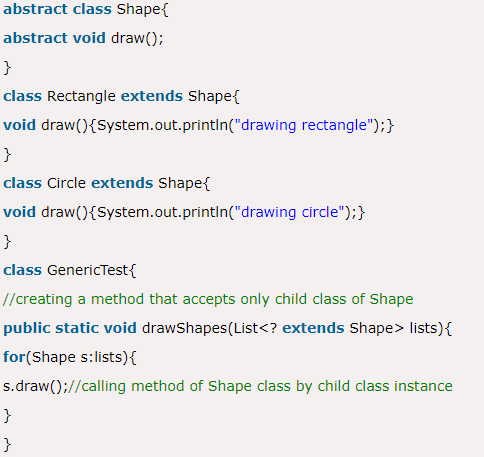 abstract class Shape{
abstract void draw();
}
class Rectangle extends Shape{
void draw(){System.out.println("drawing rectangle");}
}
class Circle extends Shape{
void draw(){System.out.println("drawing circle");}
}
class GenericTest{
//creating a method that accepts only child class of Shape
public static void drawShapes(List<? extends Shape> lists){
for(Shape s:lists){
s.draw();//calling method of Shape class by child class instance
}
}